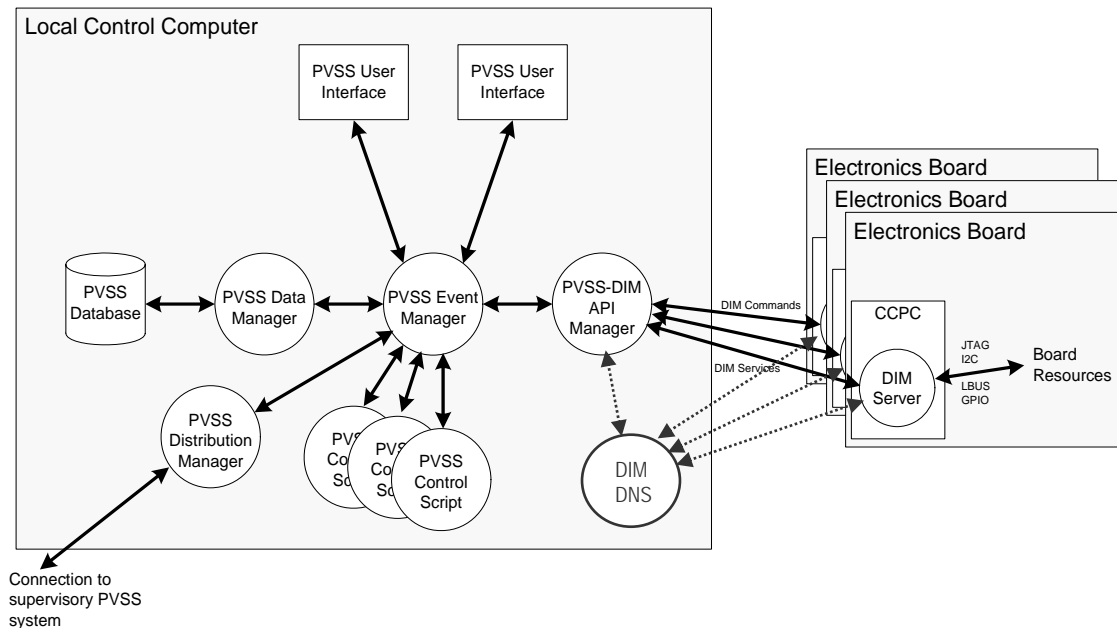 Local Control Computer
PVSS User
Interface
PVSS User
Interface
Electronics Board
Electronics Board
Electronics Board
PVSS
Database
PVSS Data
Manager
PVSS Event
Manager
PVSS-DIM
API
Manager
DIM Commands
DIM Services
CCPC
DIM
Server
JTAG
I2C
LBUS
GPIO
Board
Resources
PVSS
Distribution
Manager
PVSS
Control
Script
DIM
DNS
Connection to
supervisory PVSS
system